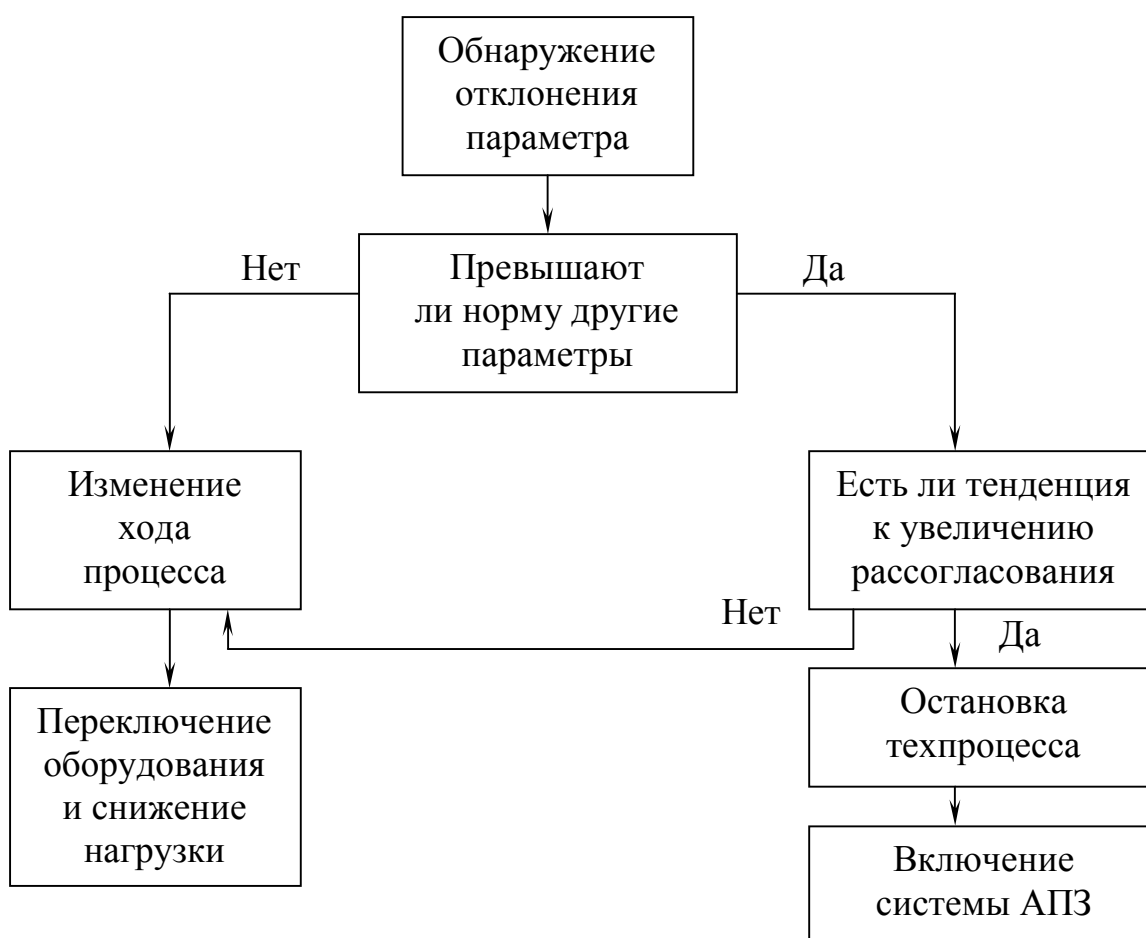 Обнаружение
отклонения
параметра
Нет
Превышают
ли норму другие
параметры
Да
Изменение
хода
процесса
Есть ли тенденция
к увеличению
рассогласования
Нет
Да
Переключение
оборудования
и снижение
нагрузки
Остановка
техпроцесса
Включение
системы АПЗ